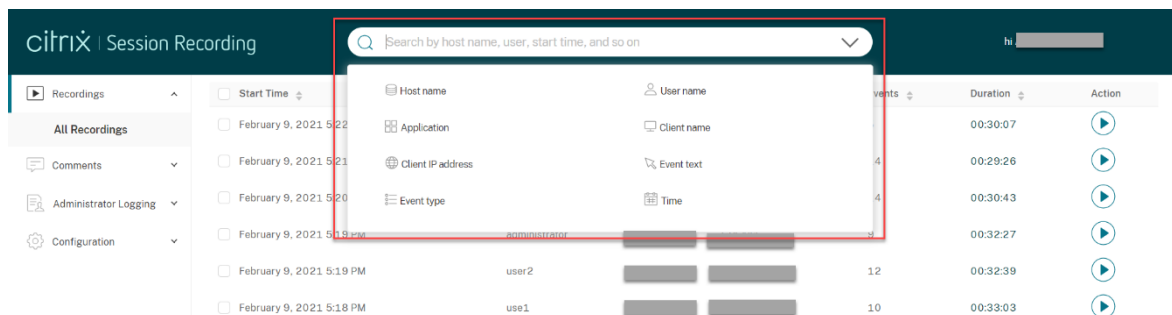 citrix | Session Recording
Search by host name, user, start time, and so on
hi
Recordings
Start Time
Host name
User name
Duration
Action
All Recordings
February 9, 2021 5:22
Application
Client name
00:30:07
Comments
February 9, 2021 5:21
Client IP address
Event text
4
00:29:26
Administrator Logging
February 9, 2021 5:20
Event type
Time
4
00:30:43
Configuration
February 9, 2021 5:19 PM
administrator
9
00:32:27
February 9, 2021 5:19 PM
user2
12
00:32:39
February 9, 2021 5:18 PM
use1
10
00:33:03